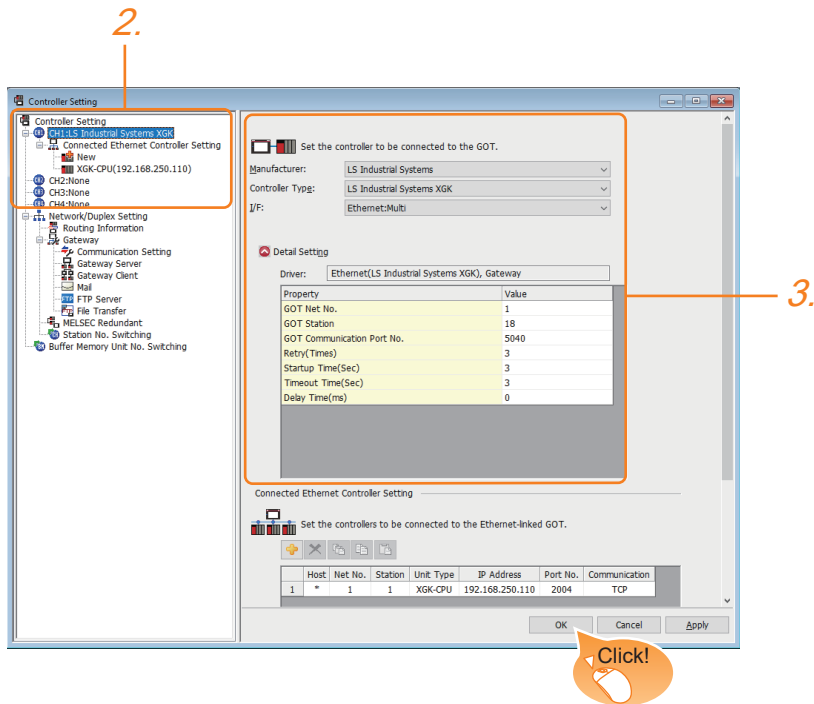 2.
Controller Setting
Controller Setting
CH1:LS Industrial Systems XGK
Connected Ethernet Controller Setting
New
XGK-CPU(192.168.250.110)
CH2:None
CH3:None
CH4:None
Network/Duplex Setting
Routing Information
Gateway
Communication Setting
Gateway Server
Gateway Client
Mail
FTP FTP Server
File Transfer
MELSEC Redundant
Station No. Switching
Buffer Memory Unit No. Switching
Set the controller to be connected to the GOT.
Manufacturer: LS Industrial Systems
Controller Type: LS Industrial Systems XGK
I/F: Ethernet:Multi
Detail Setting
Driver: Ethernet(LS Industrial Systems XGK), Gateway
Property Value
GOT Net No. 1
GOT Station 18
GOT Communication Port No. 5040
Retry(Times) 3
Startup Time(Sec) 3
Timeout Time(Sec) 3
Delay Time(ms) 0
3.
Connected Ethernet Controller Setting
Set the controllers to be connected to the Ethernet-linked GOT.
Host Net No. Station Unit Type IP Address Port No. Communication
1 * 1 1 XGK-CPU 192.168.250.110 2004 TCP
OK Cancel Apply
Click!